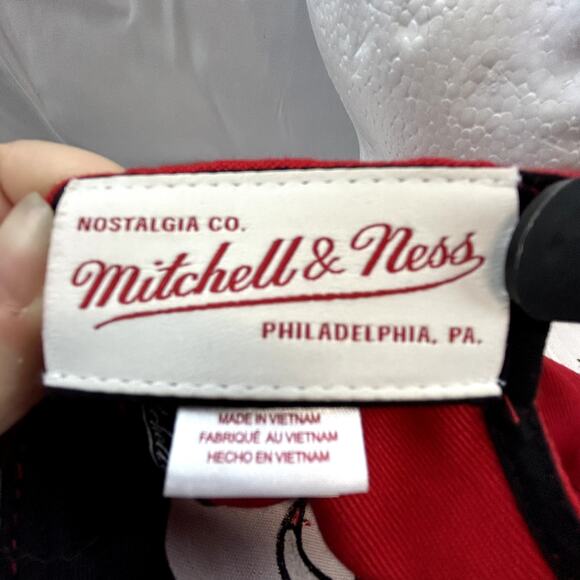 NOSTALGIA CO.
Mitchell & Ness
PHILADELPHIA, PA.
MADE IN VIETNAM
FABRIQUÉ AU VIETNAM
HECHO EN VIETNAM